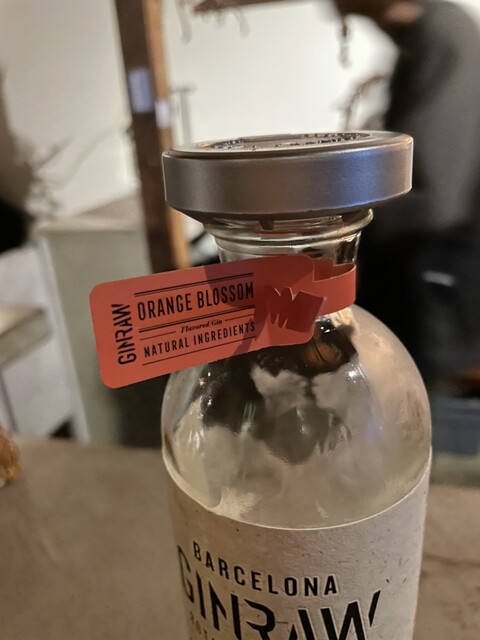 GINRAW
ORANGE BLOSSOM
Flavored Gin
NATURAL INGREDIENTS
BARCELONA
GINRAW